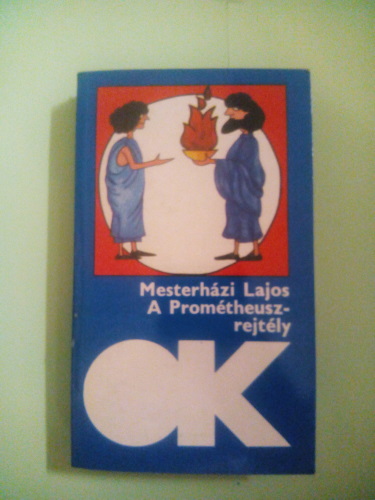 Mesterházi Lajos
A Prométheusz-
rejtély
OK